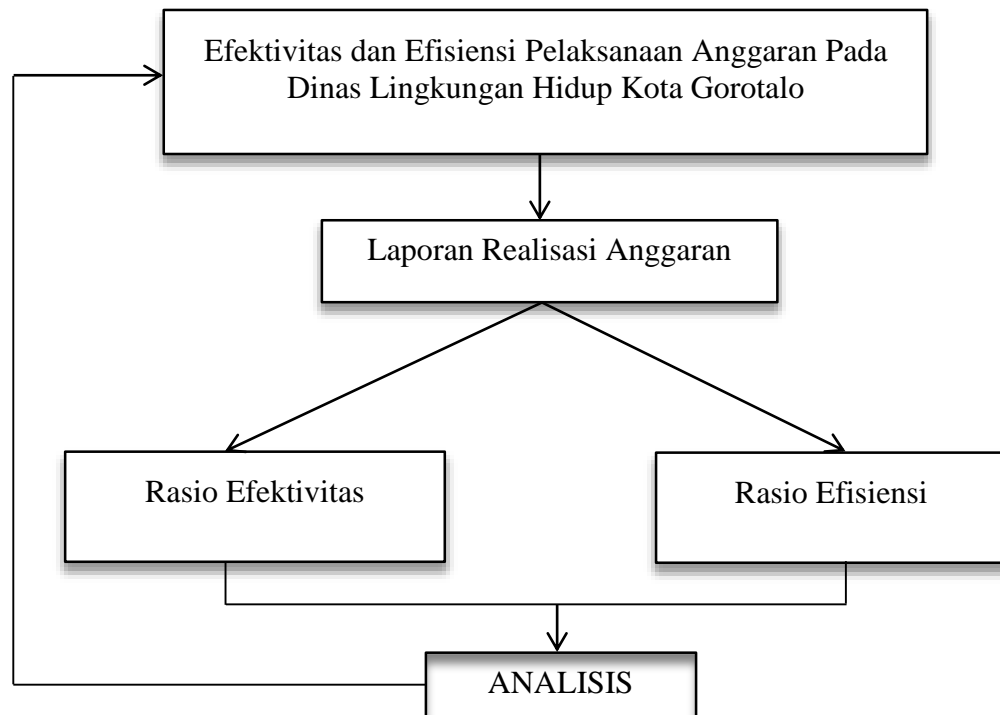 Efektivitas dan Efisiensi Pelaksanaan Anggaran Pada
Dinas Lingkungan Hidup Kota Gorotalo
Laporan Realisasi Anggaran
Rasio Efektivitas
Rasio Efisiensi
ANALISIS